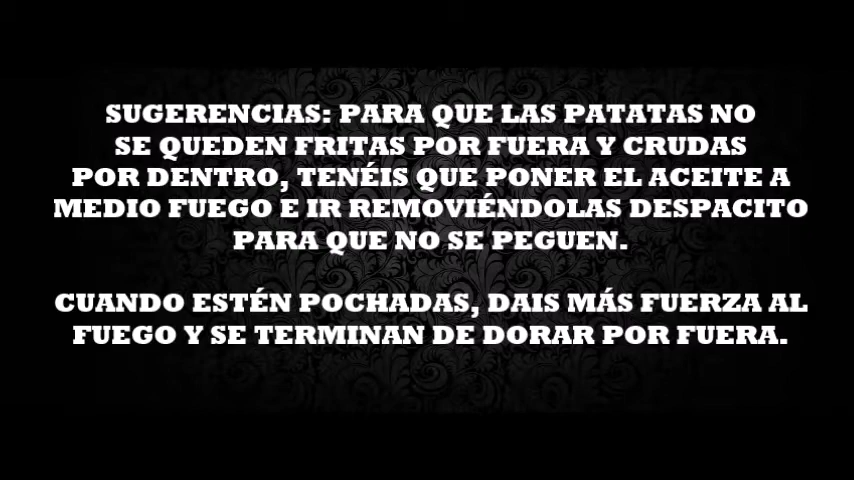 SUGERENCIAS: PARA QUE LAS PATATAS NO
SE QUEDEN FRITAS POR FUERA Y CRUDAS
POR DENTRO, TENÉIS QUE PONER EL ACEITE A
MEDIO FUEGO E IR REMOVIÉNDOLAS DESPACITO
PARA QUE NO SE PEGUEN.
CUANDO ESTÉN POCHADAS, DAIS MÁS FUERZA AL
FUEGO Y SE TERMINAN DE DORAR POR FUERA.